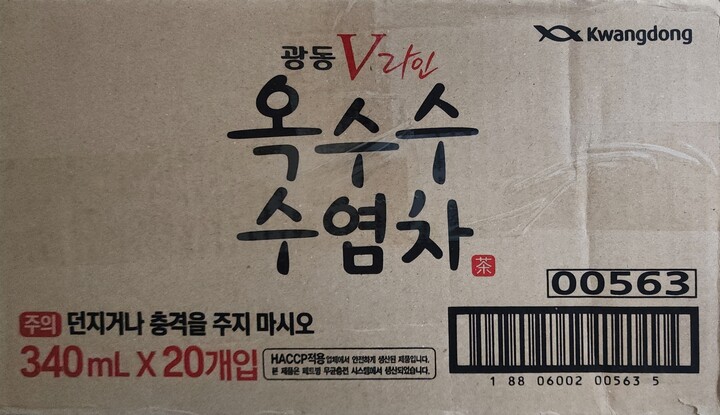 Kwangdong
광동 V라인
옥수수
수염차
茶
00563
주의 던지거나 충격을 주지 마시오
340mL X 20개입
HACCP적용 업체에서 안전하게 생산된 제품입니다.
본 제품은 페트병 무균충전 시스템에서 생산되었습니다.
1 88 06002 00563 5